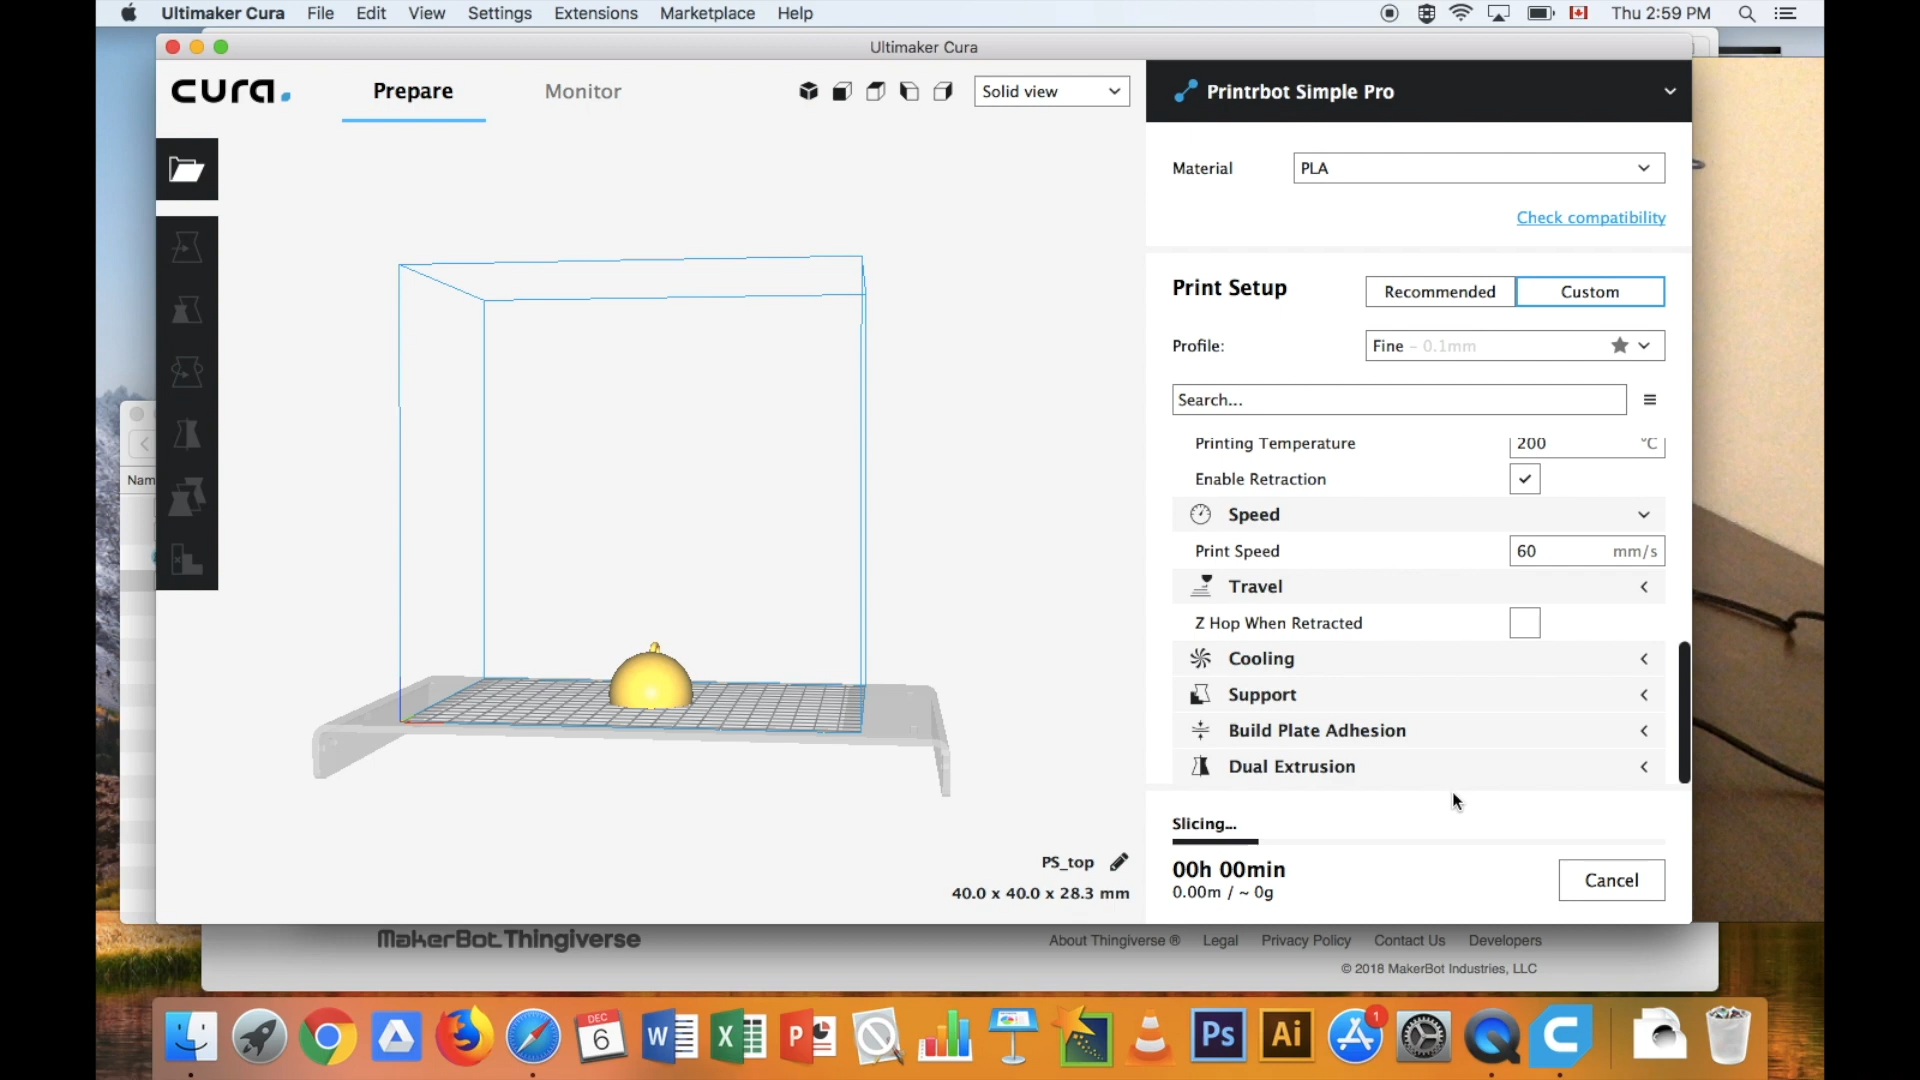 Ultimaker Cura File Edit View Settings Extensions Marketplace Help Thu 2:59 PM
Ultimaker Cura
cura. Prepare Monitor Solid view Printrbot Simple Pro
Material PLA
Check compatibility
Print Setup Recommended Custom
Profile: Fine - 0.1mm
Search...
Nam
Printing Temperature 200 °C
Enable Retraction
Speed
Print Speed 60 mm/s
Travel
Z Hop When Retracted
Cooling
Support
Build Plate Adhesion
Dual Extrusion
Slicing...
PS_top
00h 00min
0.00m / ~ 0g
Cancel
40.0 x 40.0 x 28.3 mm
MakerBot Thingiverse About Thingiverse ® Legal Privacy Policy Contact Us Developers
© 2018 MakerBot Industries, LLC
DEC
6
W X P Ps Ai 1 C